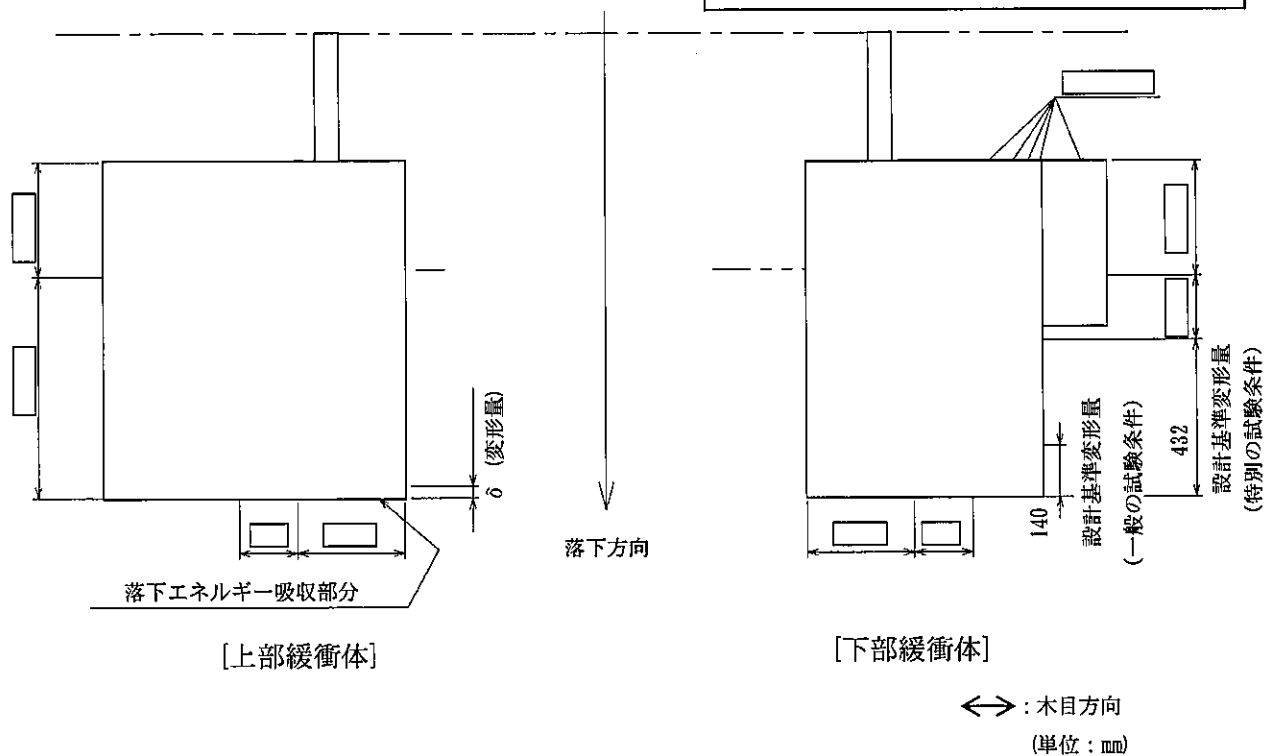 δ (変形量)
落下エネルギー吸収部分
[上部緩衝体]
落下方向
140
設計基準変形量
(一般の試験条件)
432
設計基準変形量
(特別の試験条件)
[下部緩衝体]
:木目方向
(単位:㎜)